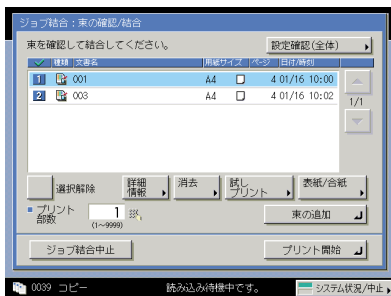 ジョブ結合:束の確認/結合
束を確認して結合してください。
設定確認(全体)
種類 文書名 用紙サイズ ページ 日付/時刻
1 001 A4 4 01/16 10:00
2 003 A4 4 01/16 10:02
1/1
選択解除
詳細
情報
消去
試し
プリント
表紙/合
紙
プリント
部数
1 部
(1~9999)
束の追加
ジョブ結合中止
プリント開始
0039 コピー 読み込み待機中です。 システム状況/中止